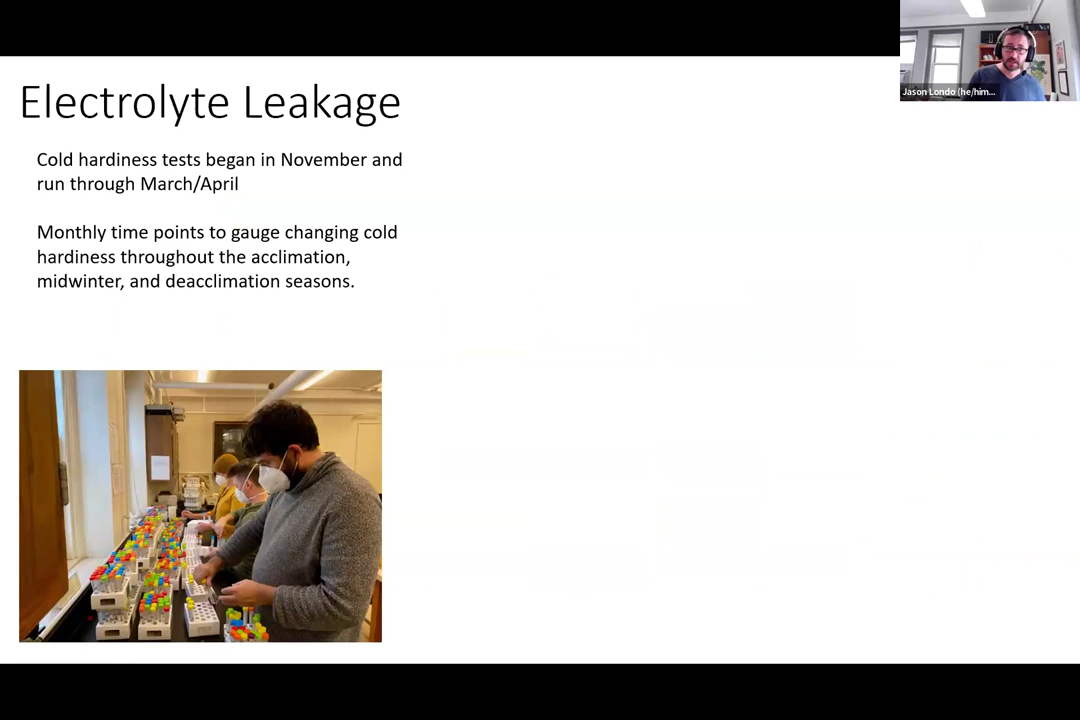 Electrolyte Leakage
Jason Londo (he/him...
Cold hardiness tests began in November and
run through March/April
Monthly time points to gauge changing cold
hardiness throughout the acclimation,
midwinter, and deacclimation seasons.